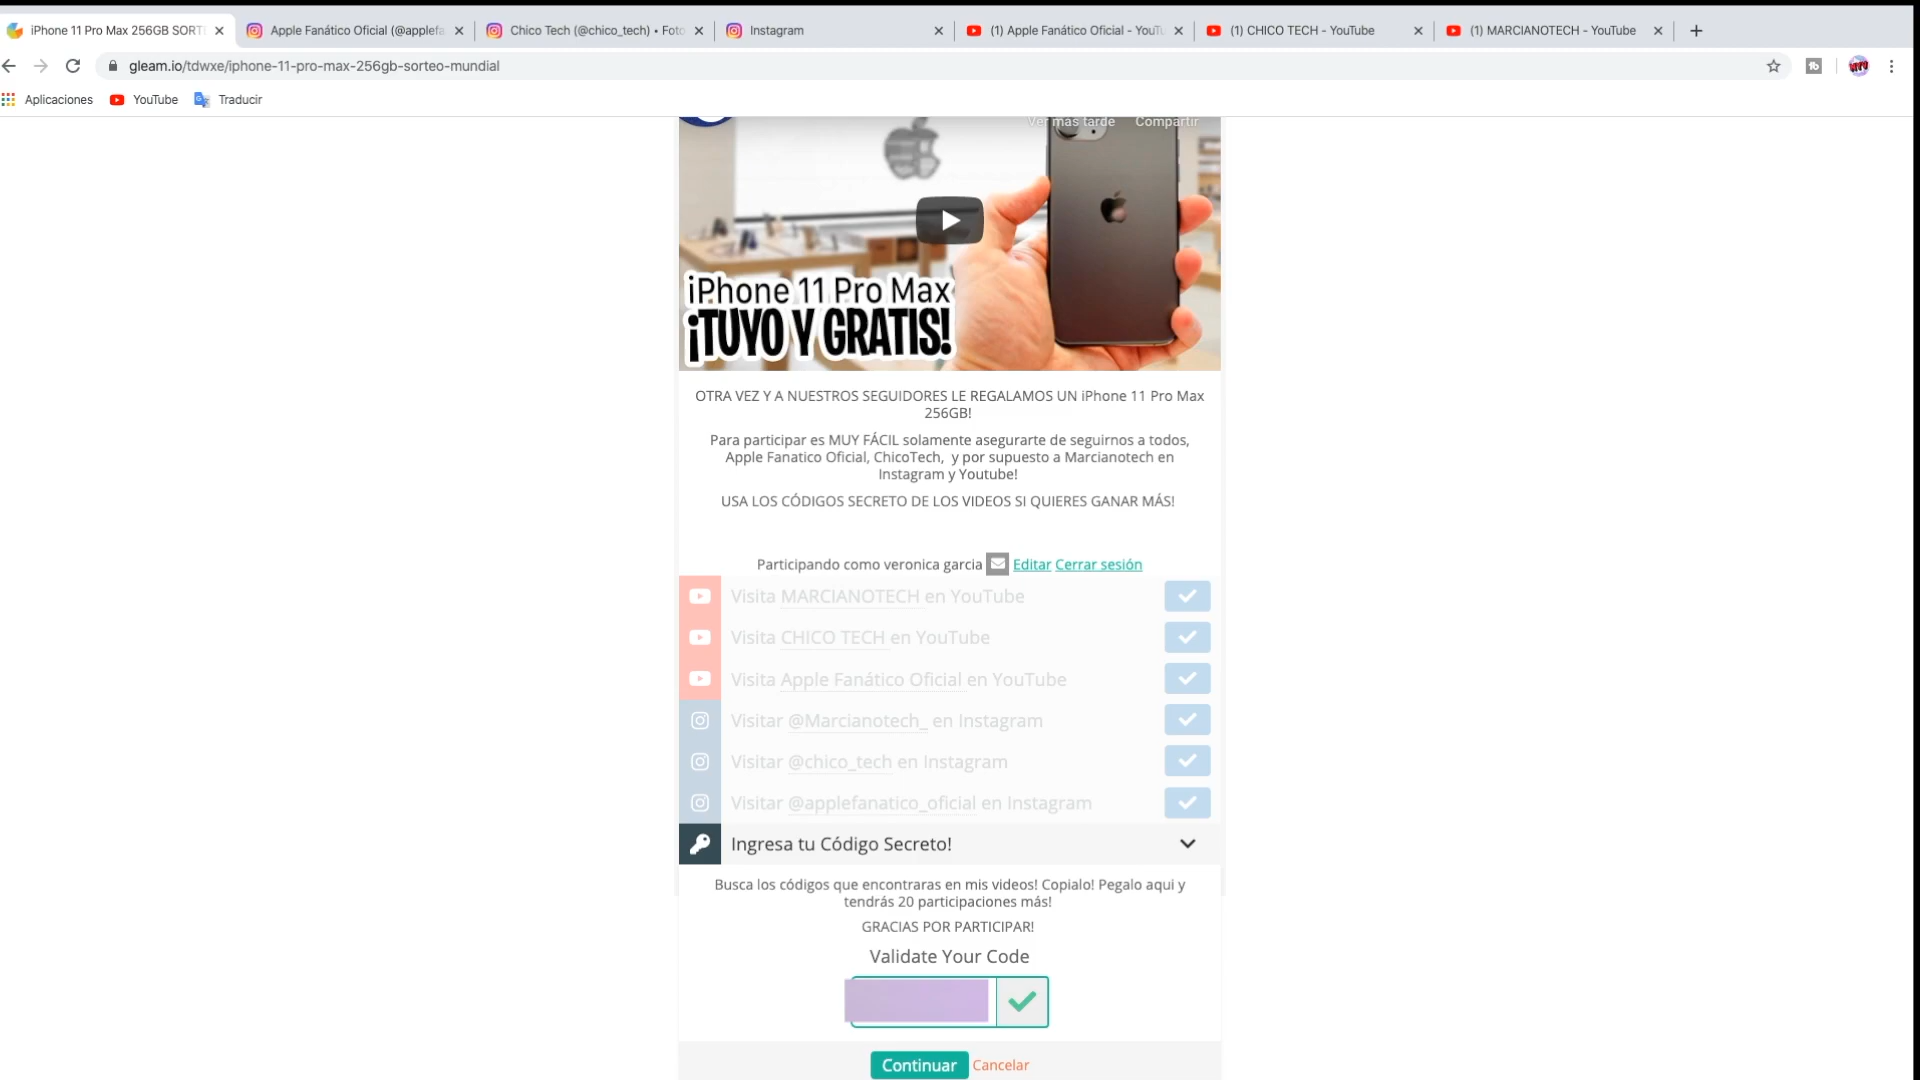 iPhone 11 Pro Max 256GB SORTE
Apple Fanático Oficial (@applefa
Chico Tech (@chico_tech) • Foto
Instagram
(1) Apple Fanático Oficial - YouTu
(1) CHICO TECH - YouTube
(1) MARCIANOTECH - YouTube
gleam.io/tdwxe/iphone-11-pro-max-256gb-sorteo-mundial
Aplicaciones
YouTube
Traducir
Ver más tarde
Compartir
iPhone 11 Pro Max
¡TUYO Y GRATIS!
OTRA VEZ Y A NUESTROS SEGUIDORES LE REGALAMOS UN iPhone 11 Pro Max
256GB!
Para participar es MUY FÁCIL solamente asegurarte de seguirnos a todos,
Apple Fanatico Oficial, ChicoTech, y por supuesto a Marcianotech en
Instagram y Youtube!
USA LOS CÓDIGOS SECRETO DE LOS VIDEOS SI QUIERES GANAR MÁS!
Participando como veronica garcia Editar Cerrar sesión
Visita MARCIANOTECH en YouTube
Visita CHICO TECH en YouTube
Visita Apple Fanático Oficial en YouTube
Visitar @Marcianotech_ en Instagram
Visitar @chico_tech en Instagram
Visitar @applefanatico_oficial en Instagram
Ingresa tu Código Secreto!
Busca los códigos que encontraras en mis videos! Copialo! Pegalo aqui y
tendrás 20 participaciones más!
GRACIAS POR PARTICIPAR!
Validate Your Code
Continuar Cancelar